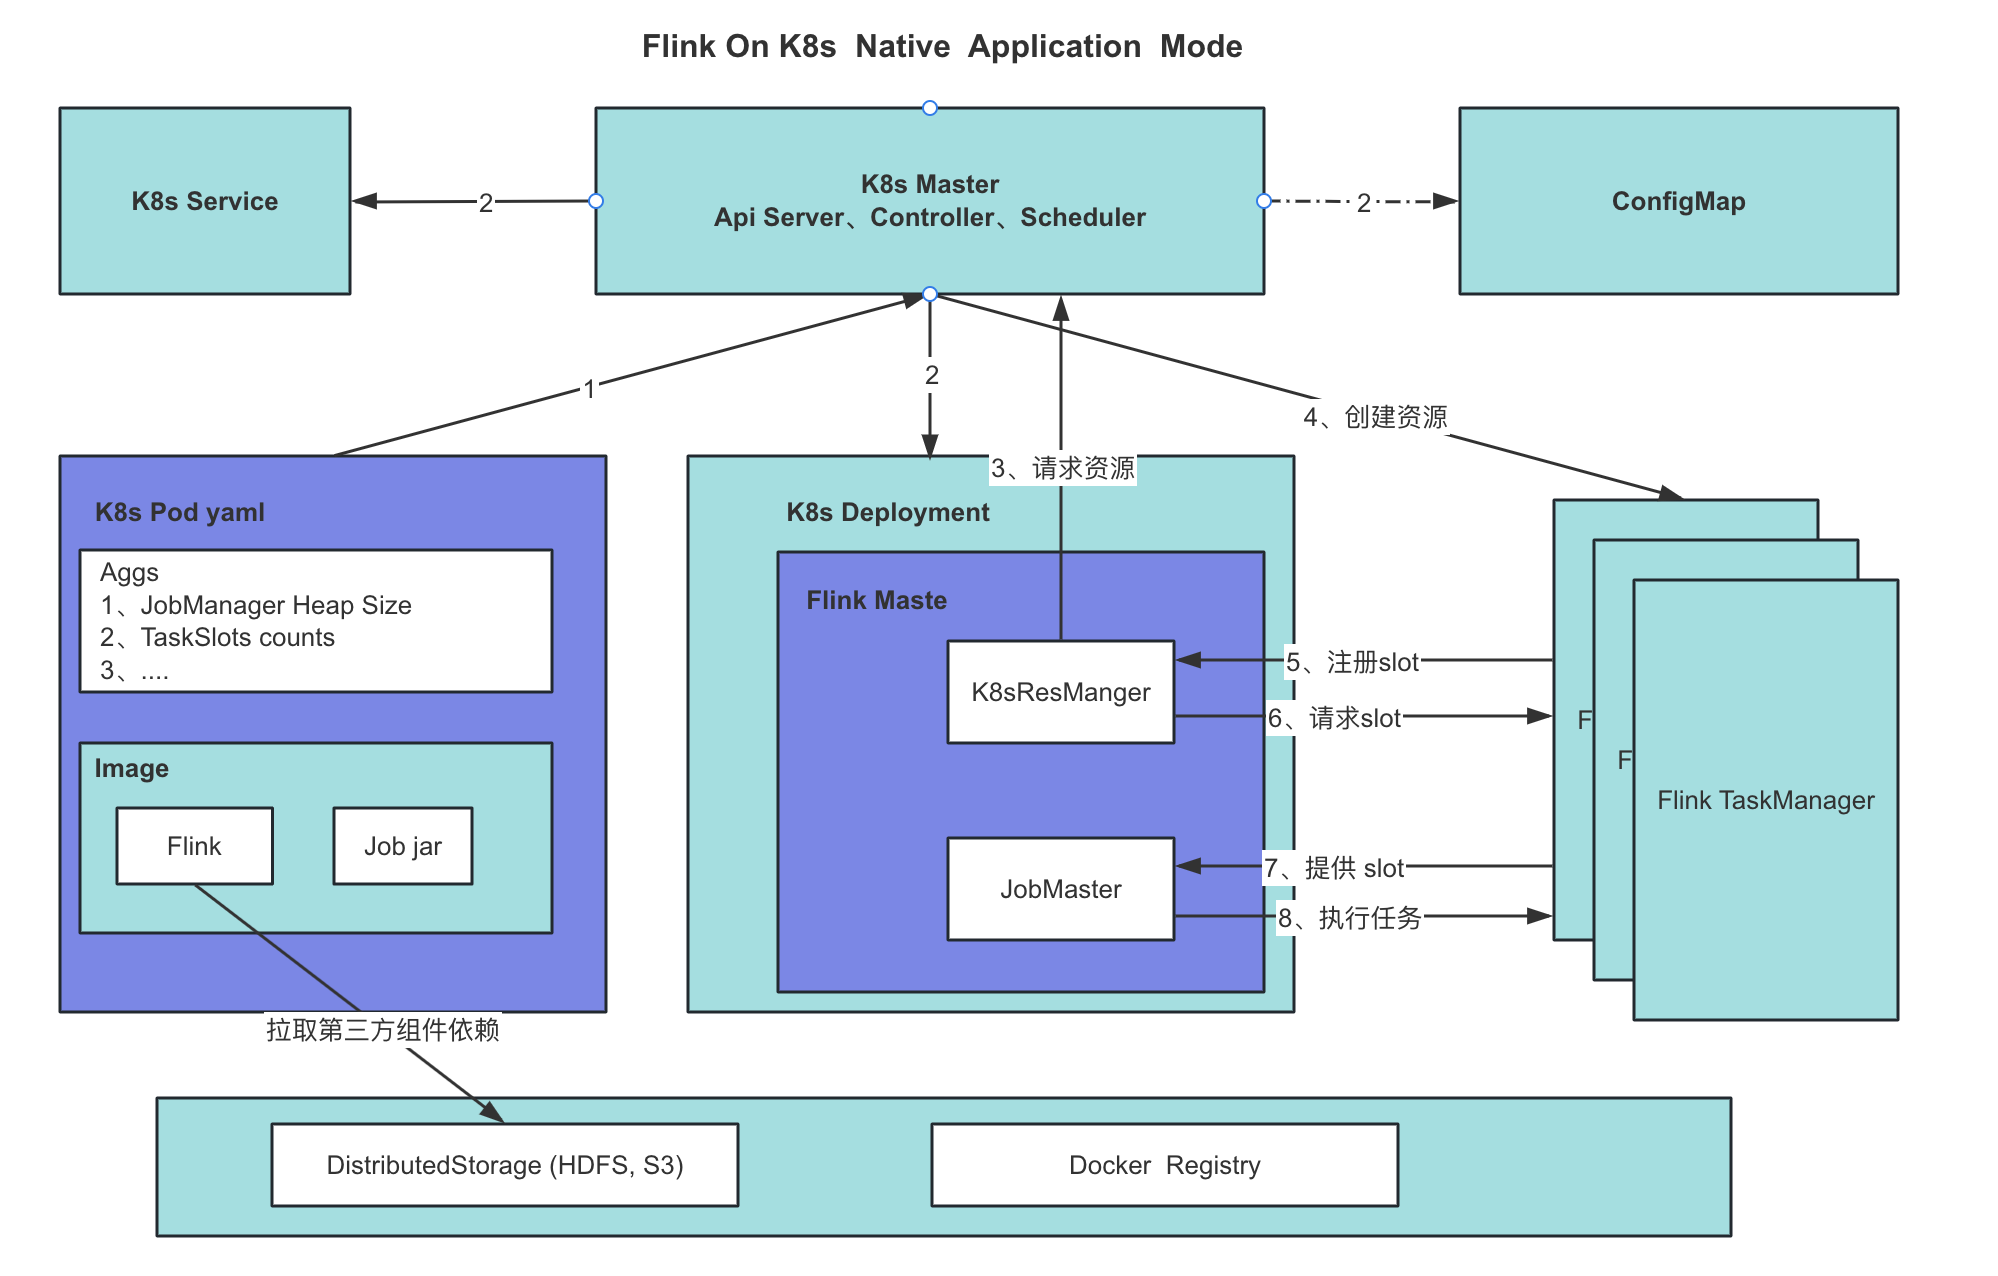 Flink On K8s  Native  Application  Mode
K8s Service
2
K8s Master
Api Server、Controller、Scheduler
2
ConfigMap
1
2
4、创建资源
3、请求资源
K8s Pod yaml
Aggs
1、JobManager Heap Size
2、TaskSlots counts
3、....
Image
Flink
Job jar
K8s Deployment
Flink Maste
K8sResManger
JobMaster
5、注册slot
6、请求slot
7、提供 slot
8、执行任务
F
F
Flink TaskManager
拉取第三方组件依赖
DistributedStorage (HDFS, S3)
Docker  Registry